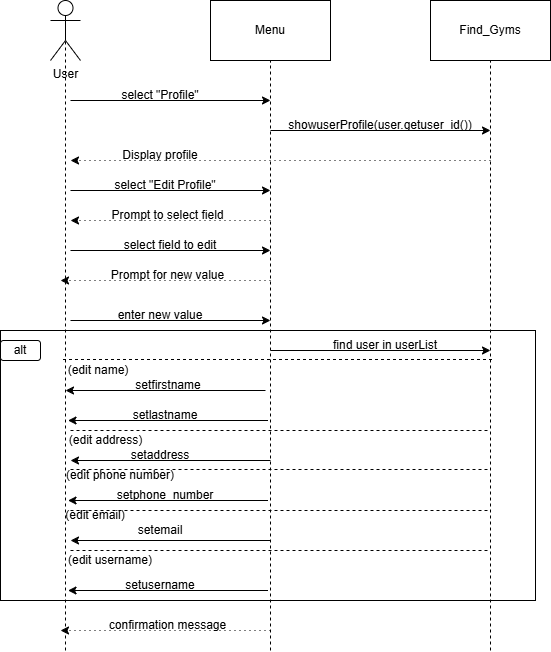 Menu
Find_Gyms
User
select "Profile"
showuserProfile(user.getuser_id())
Display profile
select "Edit Profile"
Prompt to select field
select field to edit
Prompt for new value
enter new value
alt
find user in userList
(edit name)
setfirstname
setlastname
(edit address)
setaddress
(edit phone number)
setphone_number
(edit email)
setemail
(edit username)
setusername
confirmation message